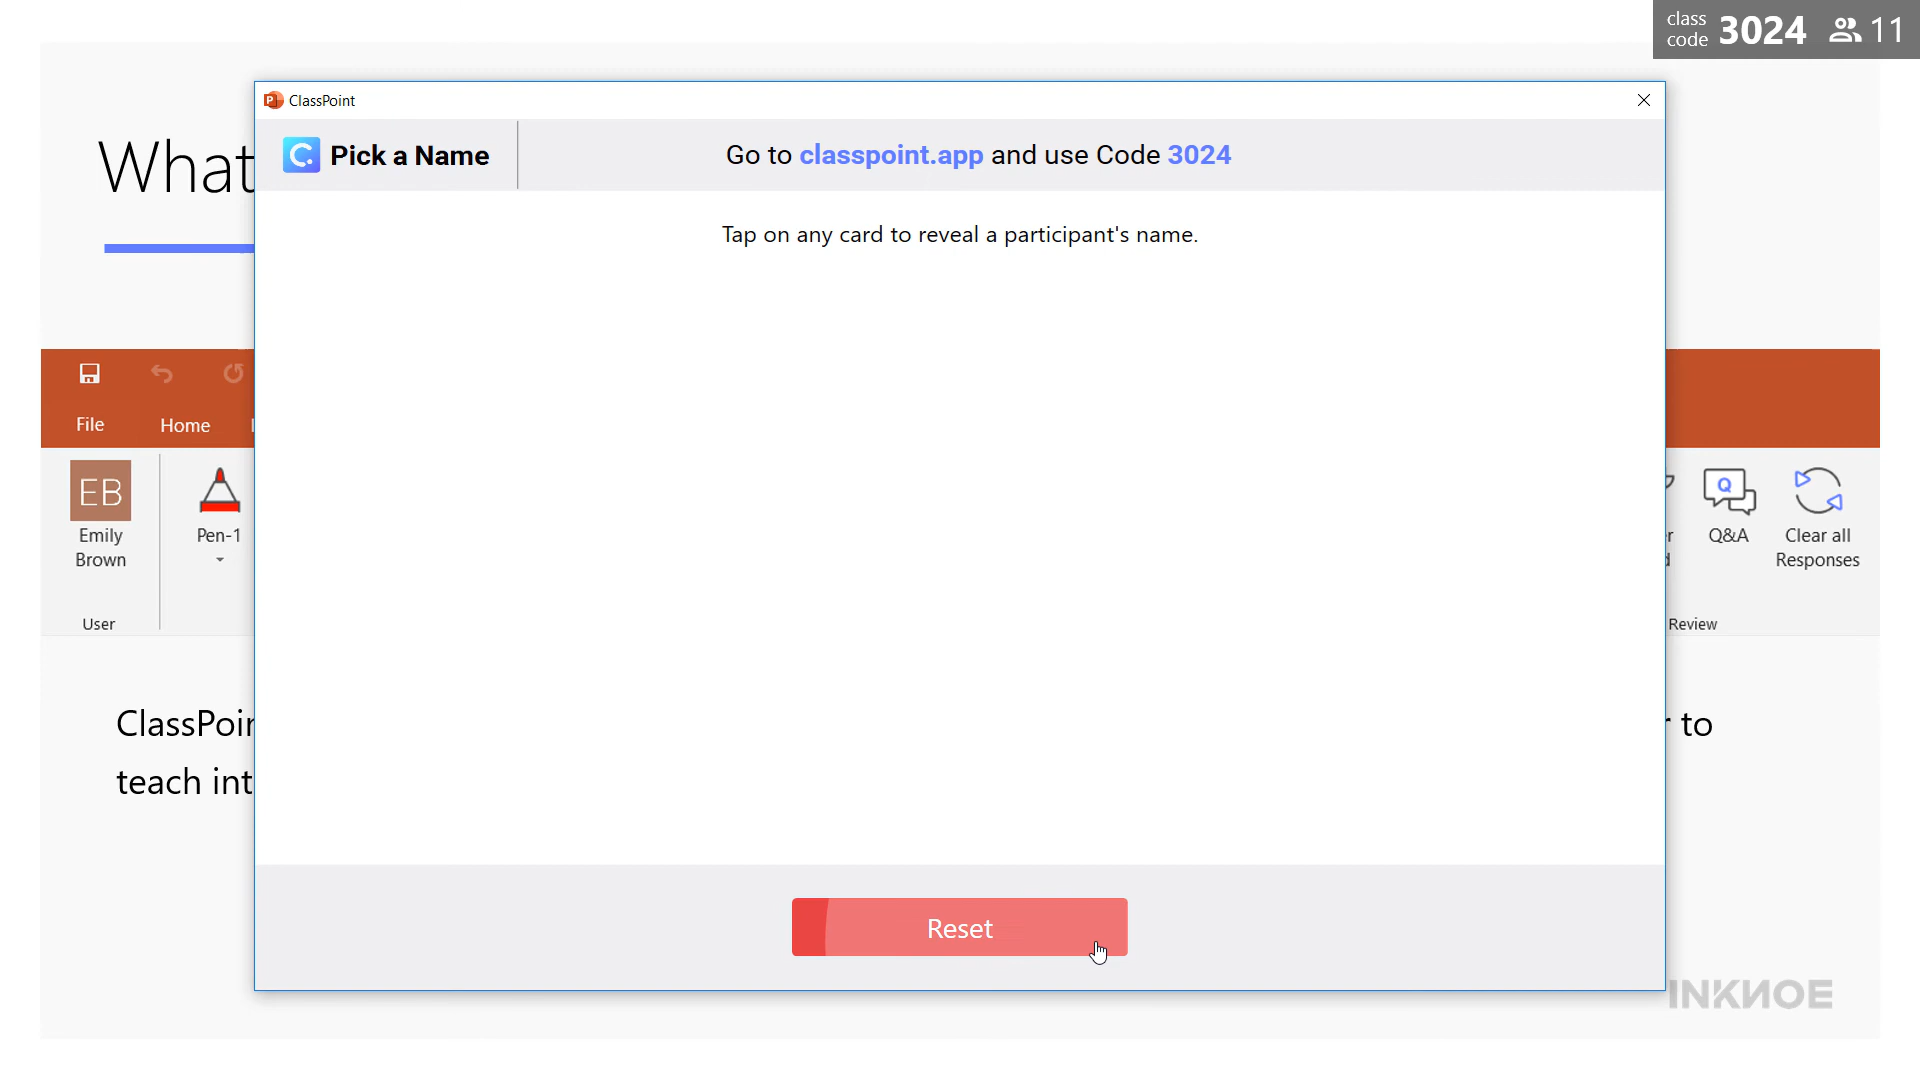 class
code 3024 11
ClassPoint
What
Pick a Name
Go to classpoint.app and use Code 3024
Tap on any card to reveal a participant's name.
File
Home
EB
Emily
Brown
User
Pen-1
Q
Q&A
Clear all
Responses
Review
to
teach
Reset
INKNOE